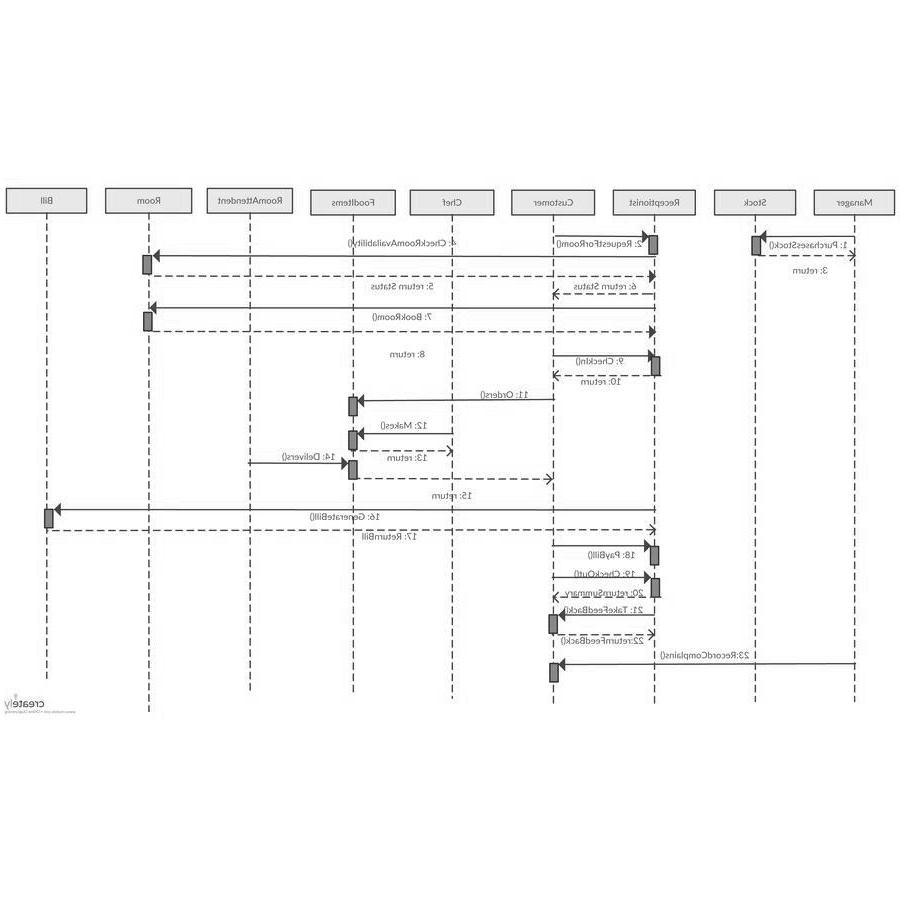 Manager
Stock
Receptionist
Customer
Chef
FoodItems
RoomAttendent
Room
Bill
1: PurchasesStock()
2: RequestForRoom()
4: CheckRoomAvailability()
3: return
6: return Status
5: return Status
7: BookRoom()
8: return
9: CheckIn()
10: return
11: Orders()
12: Makes()
13: return
14: Delivers()
15: return
16: GenerateBill()
17: ReturnBill
18: PayBill()
19: CheckOut()
20: returnSummary
21: TakeFeedBack()
22:returnFeedBack()
23:RecordComplains()
creately